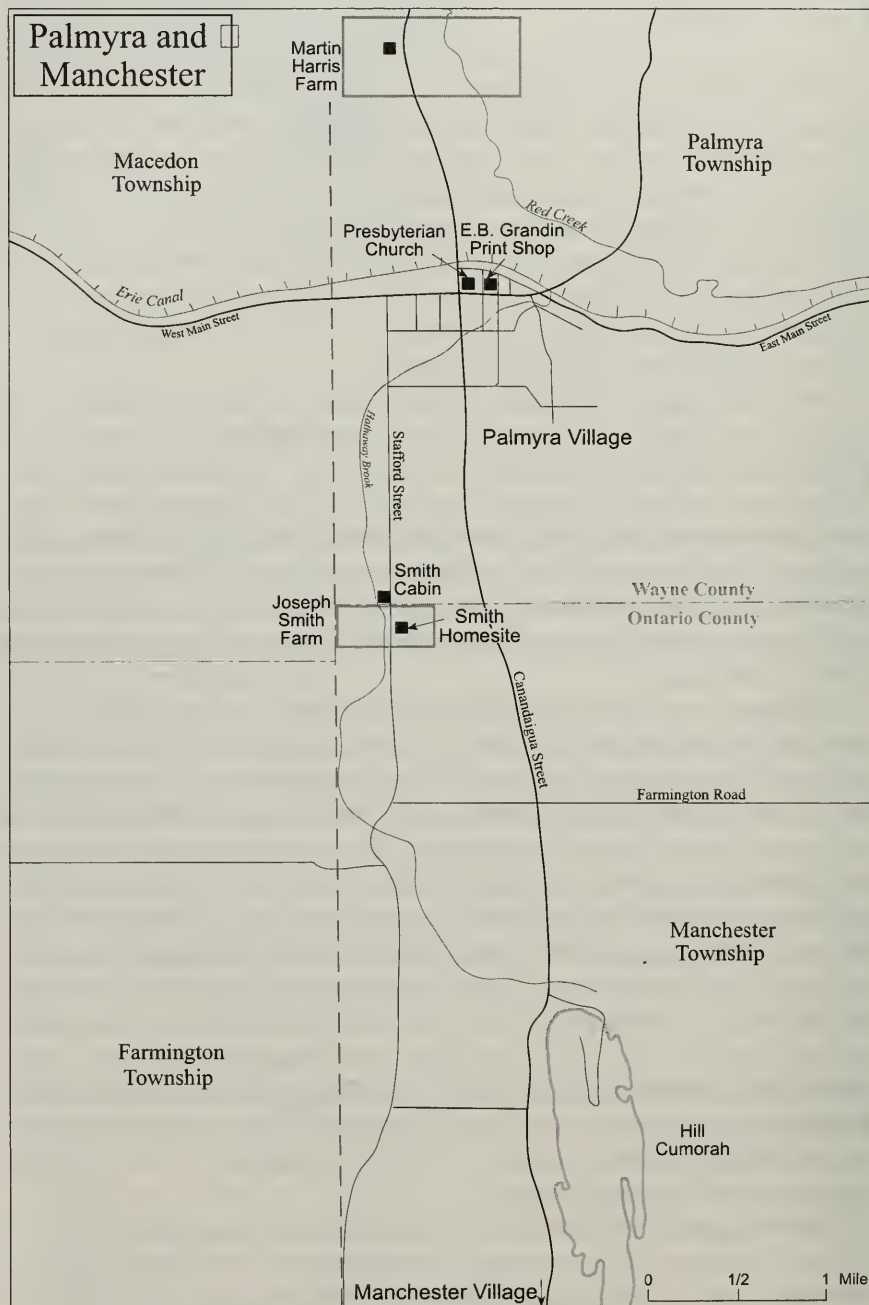 Palmyra and
Manchester
Martin
Harris
Farm
Macedon
Township
Palmyra
Township
Red Creek
Presbyterian
Church
E.B. Grandin
Print Shop
Erie Canal
West Main Street
East Main Street
Palmyra Village
Hathaway Brook
Stafford Street
Smith
Cabin
Joseph
Smith
Farm
Smith
Homesite
Wayne County
Ontario Connty
Canandaigua Street
Farmington Road
Manchester
Township
Farmington
Township
Hill
Cumorah
Manchester Village
0 1/2 1 Mile